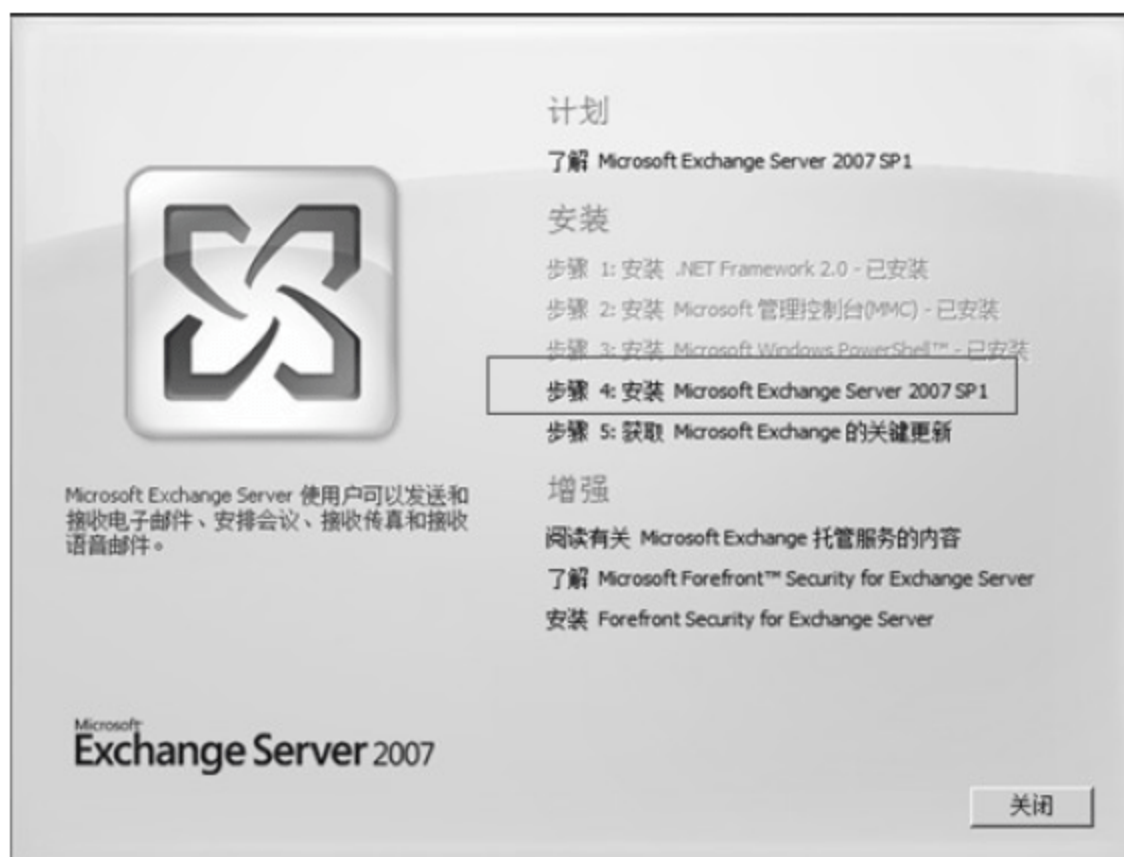 计划
了解 Microsoft Exchange Server 2007 SP1
安装
步骤 1: 安装 .NET Framework 2.0 - 已安装
步骤 2: 安装 Microsoft 管理控制台(MMC) - 已安装
步骤 3: 安装 Microsoft Windows PowerShell™ - 已安装
步骤 4: 安装 Microsoft Exchange Server 2007 SP1
步骤 5: 获取 Microsoft Exchange 的关键更新
Microsoft Exchange Server 使用户可以发送和
接收电子邮件、安排会议、接收传真和接收
语音邮件。
增强
阅读有关 Microsoft Exchange 托管服务的内容
了解 Microsoft Forefront™ Security for Exchange Server
安装 Forefront Security for Exchange Server
Microsoft
Exchange Server 2007
关闭